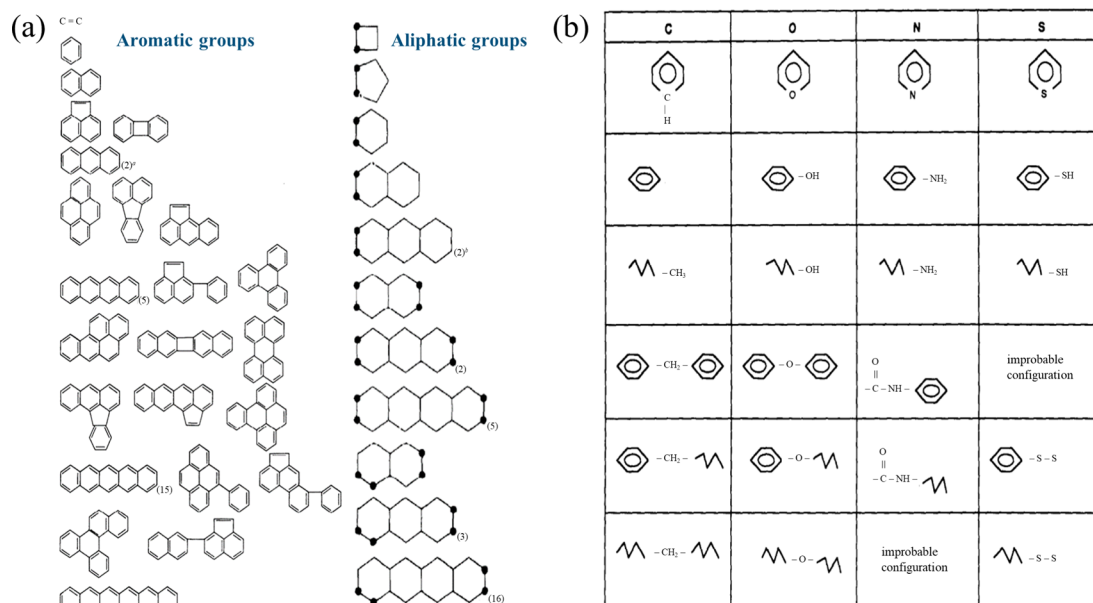 (a)
C = C
Aromatic groups
Aliphatic groups
(2)ᵃ
(5)
(15)
(2)ᵇ
(2)
(5)
(3)
(16)
(b)
C O N S
C
H
O
N
S
– OH
– NH₂
– SH
– CH₃
– OH
– NH₂
– SH
– CH₂ –
– O –
O
– C – NH –
improbable
configuration
– CH₂ –
– O –
O
– C – NH –
– S – S
– CH₂ –
– O –
improbable
configuration
– S – S